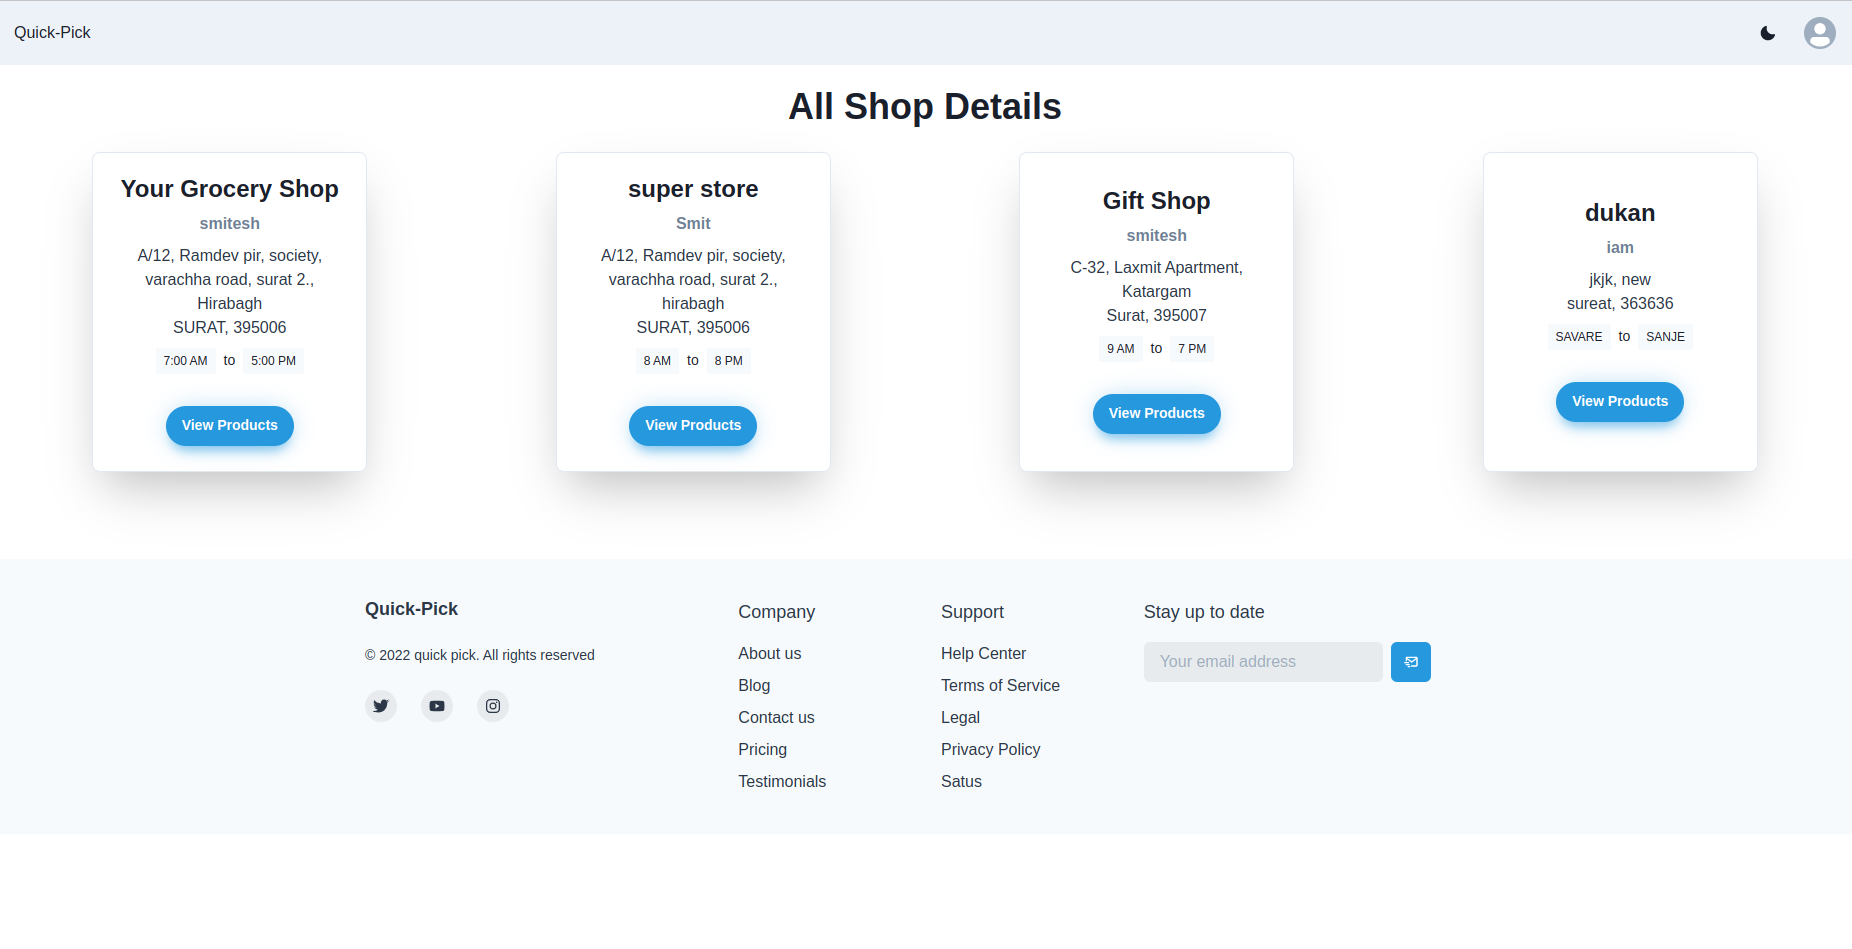 Quick-Pick
All Shop Details
Your Grocery Shop
smitesh
A/12, Ramdev pir, society,
varachha road, surat 2.,
Hirabagh
SURAT, 395006
7:00 AM to 5:00 PM
View Products
super store
Smit
A/12, Ramdev pir, society,
varachha road, surat 2.,
hirabagh
SURAT, 395006
8 AM to 8 PM
View Products
Gift Shop
smitesh
C-32, Laxmit Apartment,
Katargam
Surat, 395007
9 AM to 7 PM
View Products
dukan
iam
jkjk, new
sureat, 363636
SAVARE to SANJE
View Products
Quick-Pick
© 2022 quick pick. All rights reserved
Company
About us
Blog
Contact us
Pricing
Testimonials
Support
Help Center
Terms of Service
Legal
Privacy Policy
Satus
Stay up to date
Your email address